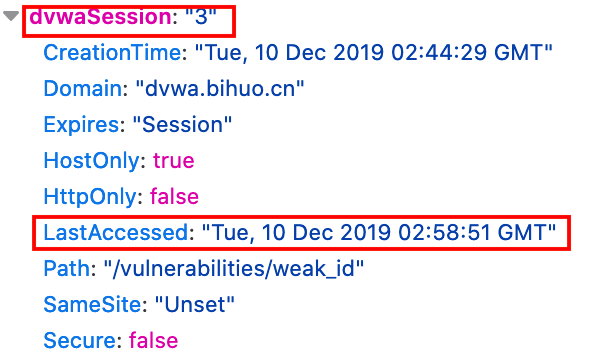 dvwaSession: "3"
CreationTime: "Tue, 10 Dec 2019 02:44:29 GMT"
Domain: "dvwa.bihuo.cn"
Expires: "Session"
HostOnly: true
HttpOnly: false
LastAccessed: "Tue, 10 Dec 2019 02:58:51 GMT"
Path: "/vulnerabilities/weak_id"
SameSite: "Unset"
Secure: false